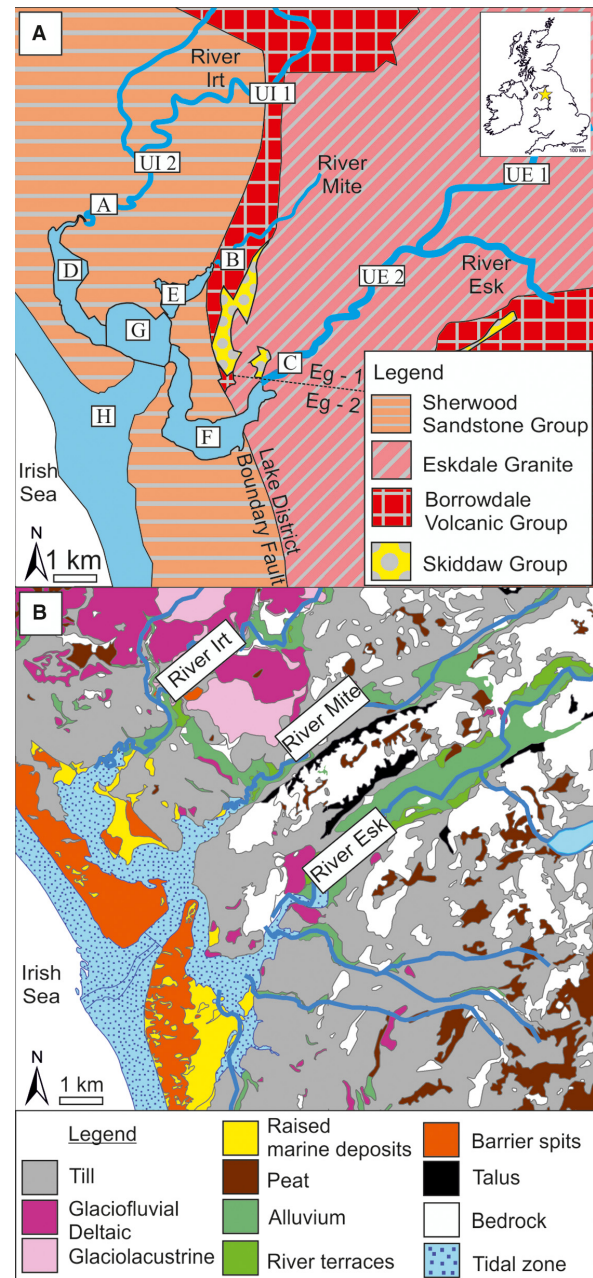 A
River
Irt
UI 1
100 km
River
Mite
UI 2
UE 1
A
B
UE 2
River
Esk
D
E
G
C
Eg - 1
Eg - 2
H
F
Irish
Sea
Lake District
Boundary Fault
N
1 km
Legend
Sherwood
Sandstone Group
Eskdale Granite
Borrowdale
Volcanic Group
Skiddaw Group
B
River Irt
River Mite
River Esk
Irish
Sea
N
1 km
Legend
Till
Glaciofluvial
Deltaic
Glaciolacustrine
Raised
marine deposits
Peat
Alluvium
River terraces
Barrier spits
Talus
Bedrock
Tidal zone